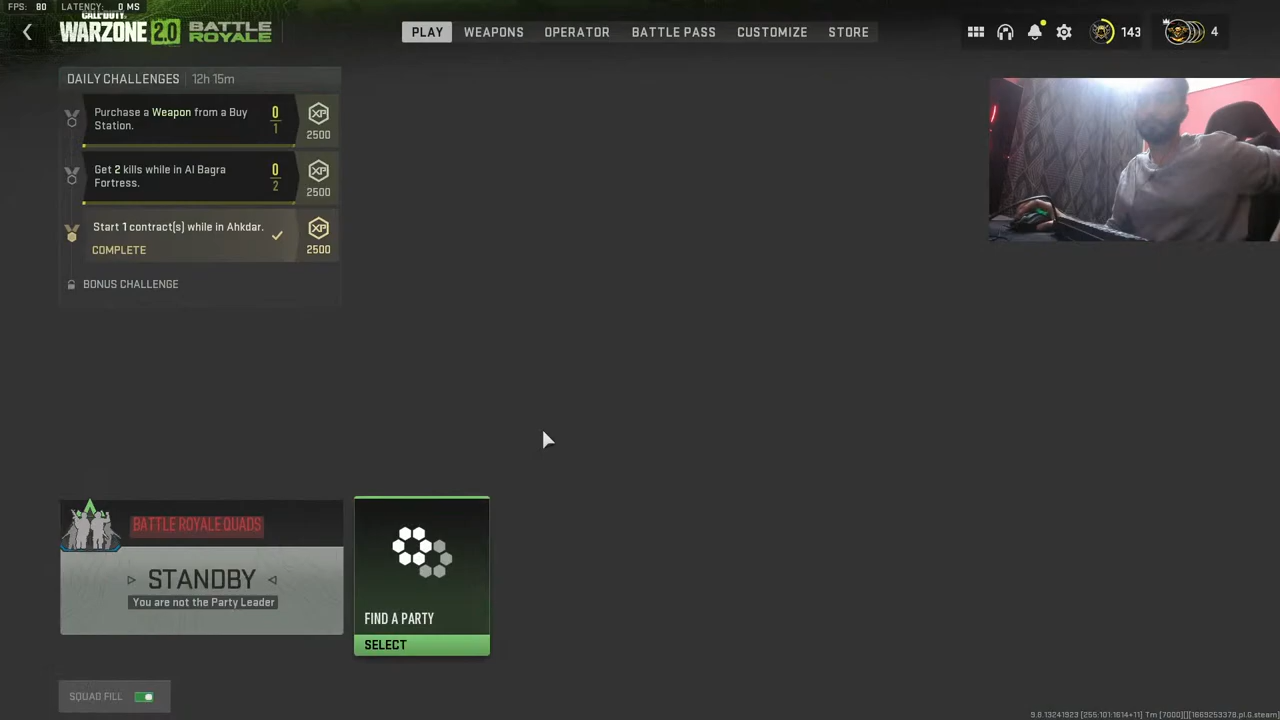 FPS: 80 LATENCY: 0 MS
CALL OF DUTY
WARZONE 2.0 BATTLE ROYALE
PLAY WEAPONS OPERATOR BATTLE PASS CUSTOMIZE STORE
143
4
DAILY CHALLENGES 12h 15m
Purchase a Weapon from a Buy Station.
0
1
XP
2500
Get 2 kills while in Al Bagra Fortress.
0
2
XP
2500
Start 1 contract(s) while in Ahkdar.
COMPLETE
XP
2500
BONUS CHALLENGE
BATTLE ROYALE QUADS
STANDBY
You are not the Party Leader
FIND A PARTY
SELECT
SQUAD FILL